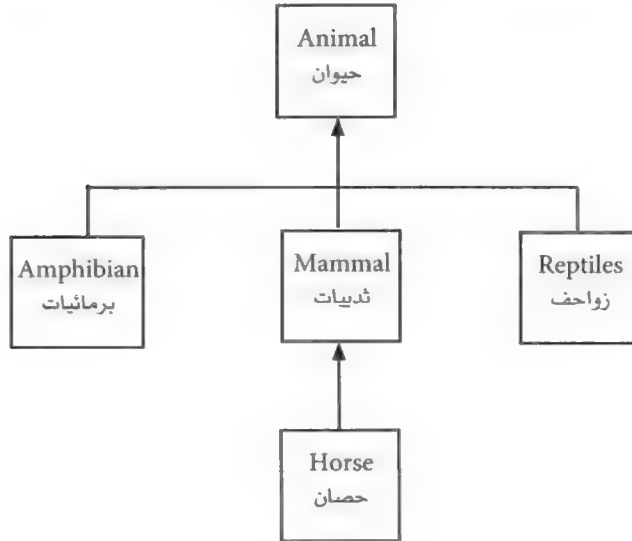 Animal
حيوان
Amphibian
برمائيات
Mammal
ثدييات
Reptiles
زواحف
Horse
حصان